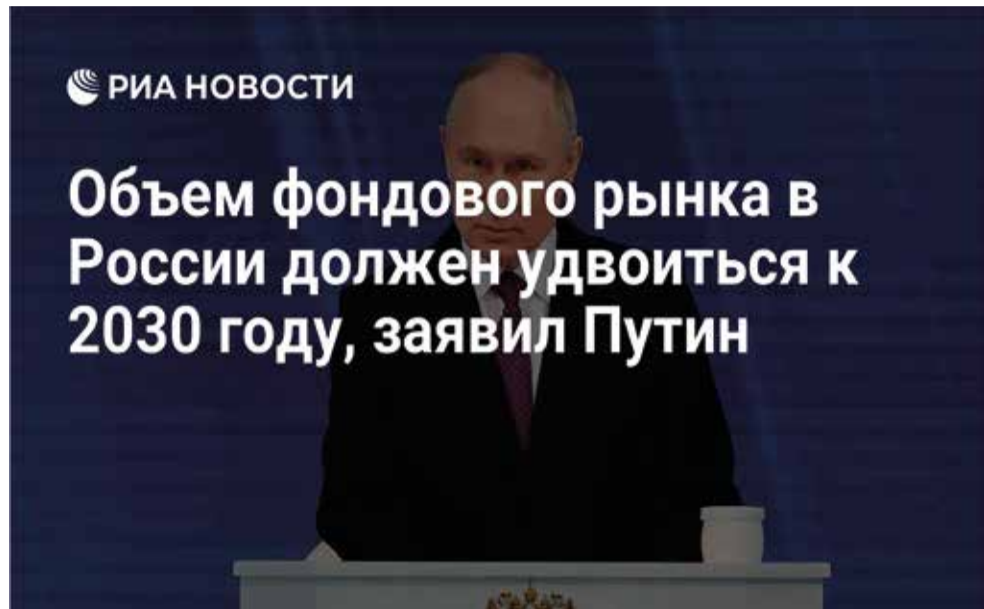 РИА НОВОСТИ
Объем фондового рынка в
России должен удвоиться к
2030 году, заявил Путин